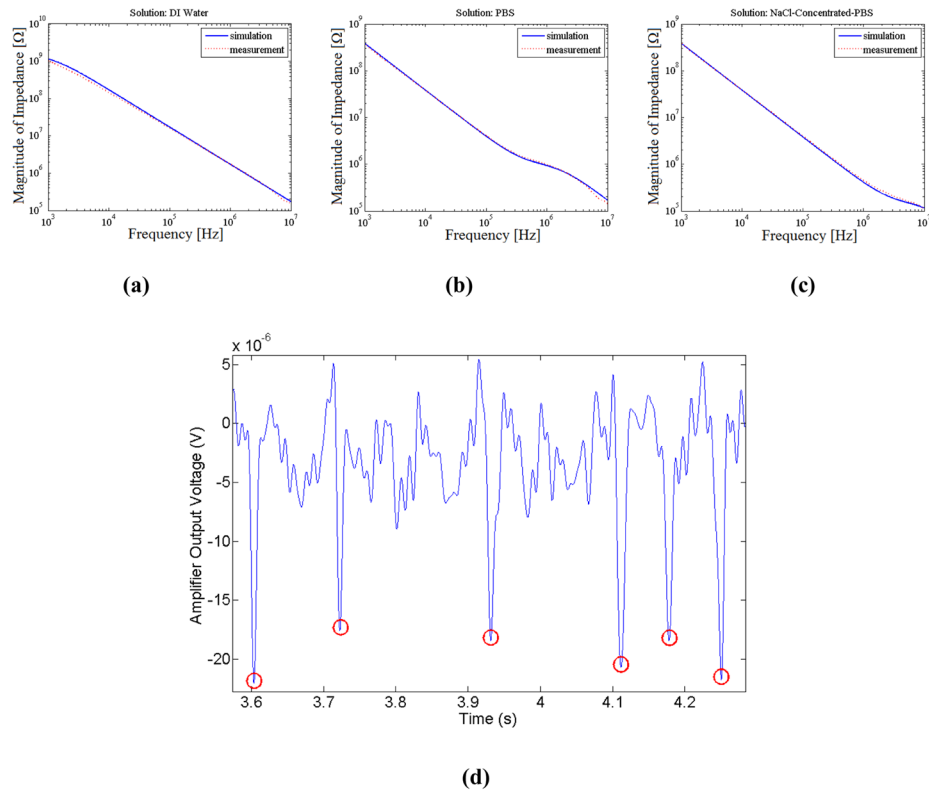 Solution: DI Water
Magnitude of Impedance [Ω]
10^10
10^9
10^8
10^7
10^6
10^5
simulation
measurement
10^3
10^4
10^5
10^6
10^7
Frequency [Hz]
(a)
Solution: PBS
Magnitude of Impedance [Ω]
10^9
10^8
10^7
10^6
10^5
simulation
measurement
10^3
10^4
10^5
10^6
10^7
Frequency [Hz]
(b)
Solution: NaCl-Concentrated-PBS
Magnitude of Impedance [Ω]
10^9
10^8
10^7
10^6
10^5
simulation
measurement
10^3
10^4
10^5
10^6
10^7
Frequency [Hz]
(c)
x 10^-6
Amplifier Output Voltage (V)
5
0
-5
-10
-15
-20
3.6
3.7
3.8
3.9
4
4.1
4.2
Time (s)
(d)